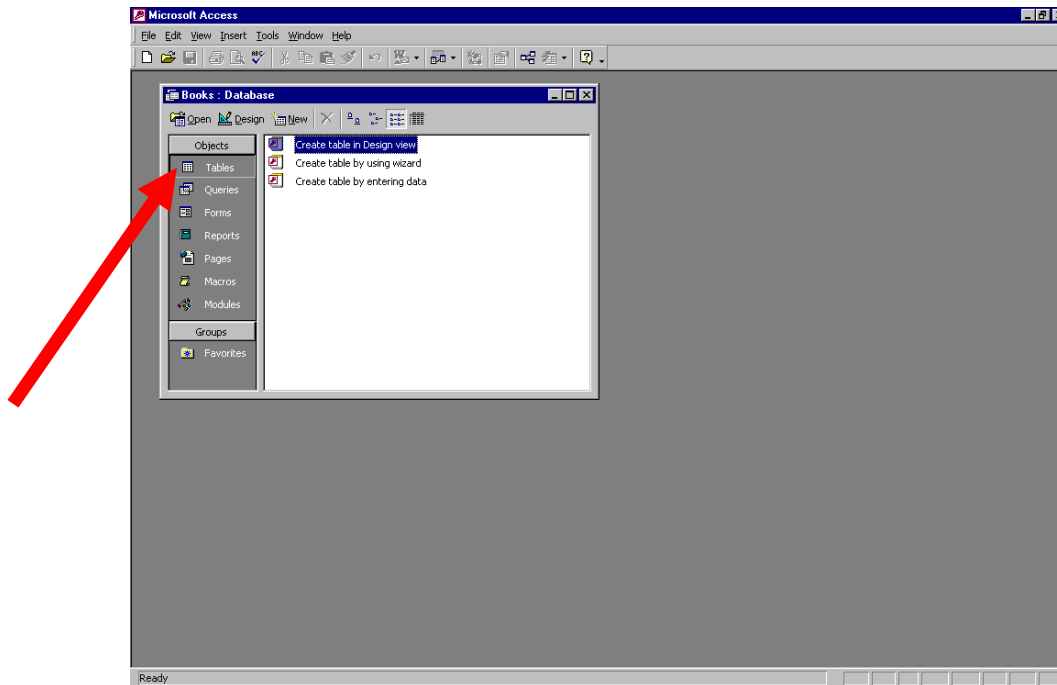 Microsoft Access
File Edit View Insert Tools Window Help
Books : Database
Open Design New
Objects
Tables
Queries
Forms
Reports
Pages
Macros
Modules
Groups
Favorites
Create table in Design view
Create table by using wizard
Create table by entering data
Ready